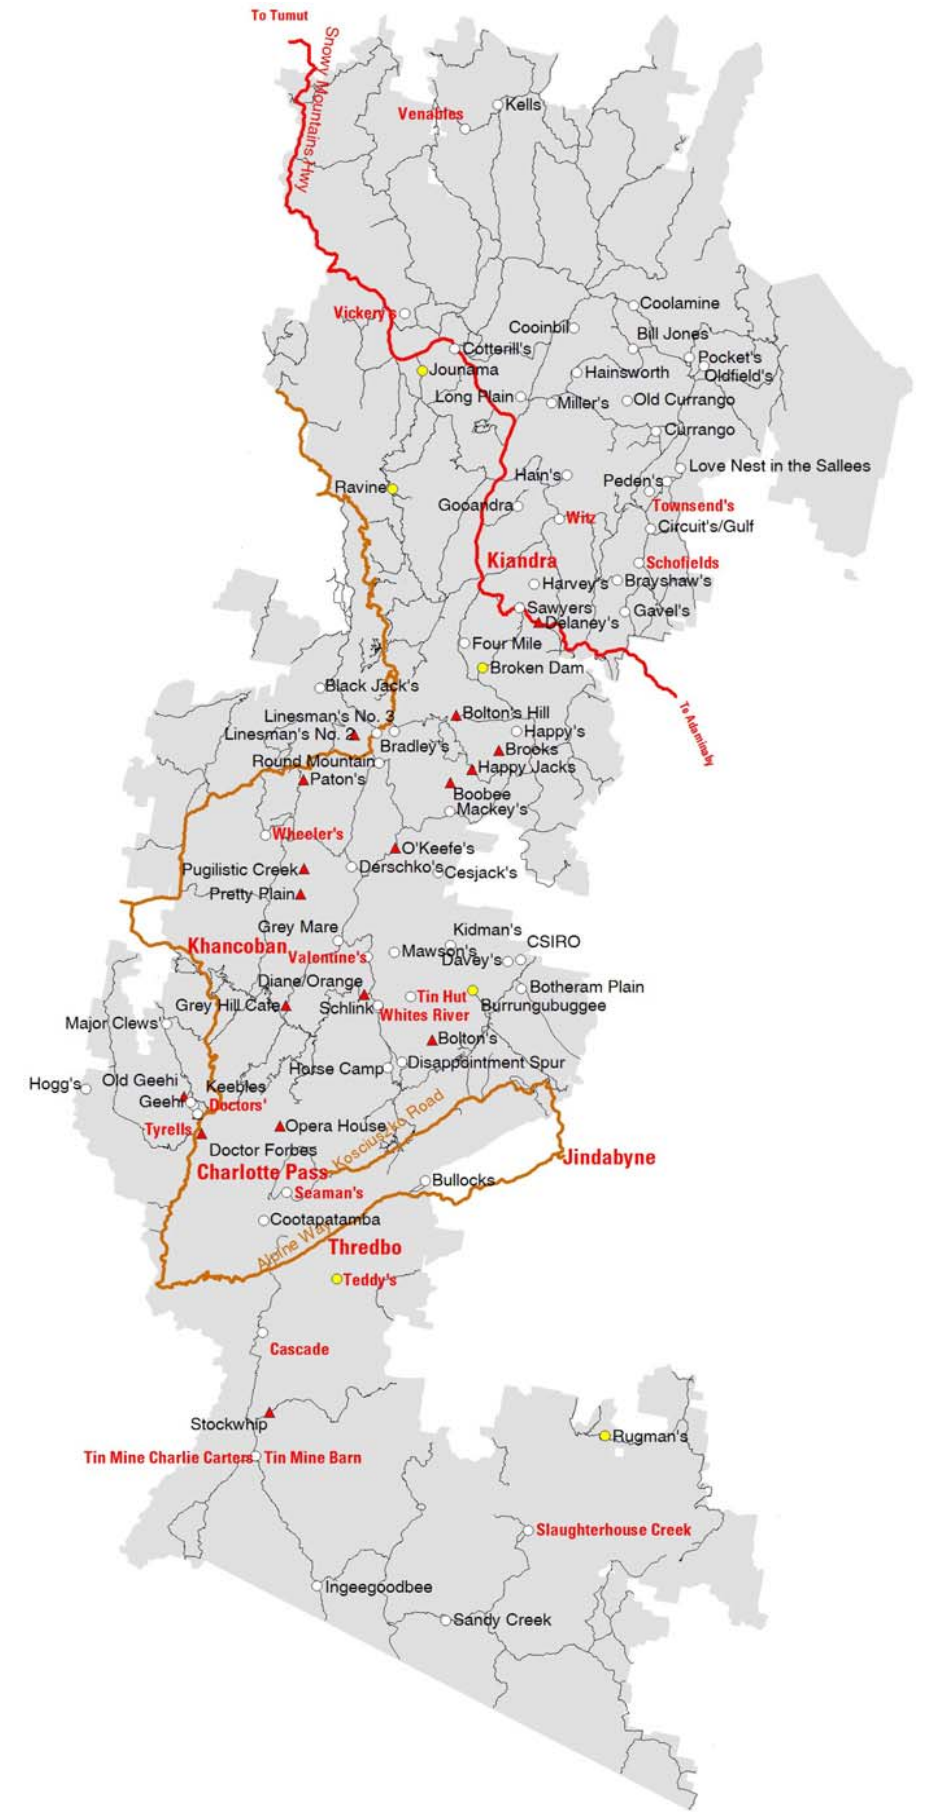 To Tumut
Snowy Mountains Hwy
Kells
Venables
Coolamine
Vickery's
Cooinbil
Bill Jones
Cotterill's
Pocket's
Jounama
Hainsworth
Oldfield's
Long Plain
Miller's
Old Currango
Currango
Love Nest in the Sallees
Hain's
Peden's
Ravine
Gooandra
Townsend's
Witz
Circuit's/Gulf
Kiandra
Schofields
Harvey's
Brayshaw's
Sawyers
Gavel's
Delaney's
Four Mile
Broken Dam
Black Jack's
To Adaminaby
Linesman's No. 3
Bolton's Hill
Linesman's No. 2
Happy's
Bradley's
Brooks
Round Mountain
Happy Jacks
Paton's
Boobee
Mackey's
Wheeler's
O'Keefe's
Pugilistic Creek
Derschko's
Cesjack's
Pretty Plain
Grey Mare
Kidman's
Khancoban
CSIRO
Valentine's
Mawson's
Davey's
Diane/Orange
Botheram Plain
Tin Hut
Grey Hill Cafe
Schlink
Burrungubuggee
Whites River
Major Clews'
Bolton's
Disappointment Spur
Horse Camp
Hogg's
Old Geehi
Keebles
Geehi
Doctors'
Kosciuszko Road
Tyrells
Opera House
Doctor Forbes
Jindabyne
Charlotte Pass
Bullocks
Seaman's
Cootapatamba
Alpine Way
Thredbo
Teddy's
Cascade
Stockwhip
Rugman's
Tin Mine Charlie Carters
Tin Mine Barn
Slaughterhouse Creek
Ingeegoodbee
Sandy Creek